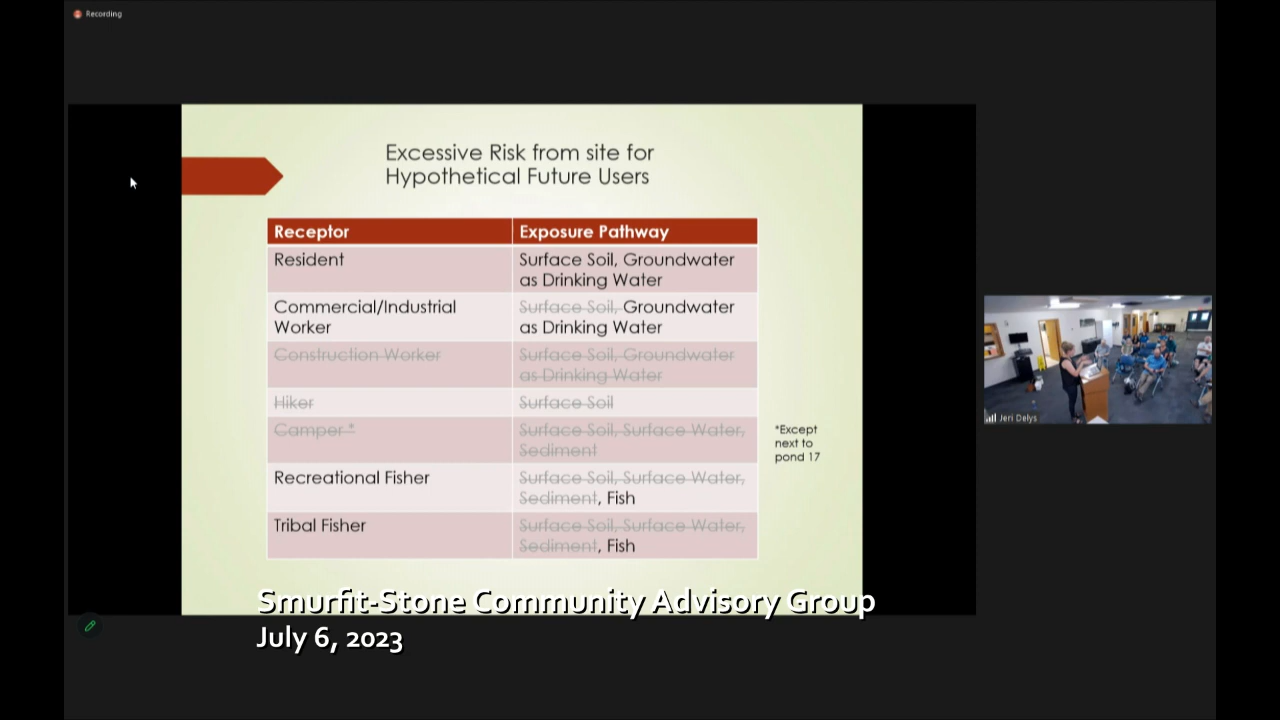 Recording
Excessive Risk from site for
Hypothetical Future Users
Receptor
Exposure Pathway
Resident
Surface Soil, Groundwater
as Drinking Water
Commercial/Industrial
Worker
Surface Soil, Groundwater
as Drinking Water
Construction Worker
Surface Soil, Groundwater
as Drinking Water
Hiker
Surface Soil
Camper *
Surface Soil, Surface Water,
Sediment
*Except
next to
pond 17
Recreational Fisher
Surface Soil, Surface Water,
Sediment, Fish
Tribal Fisher
Surface Soil, Surface Water,
Sediment, Fish
Jeri Delys
Smurfit-Stone Community Advisory Group
July 6, 2023